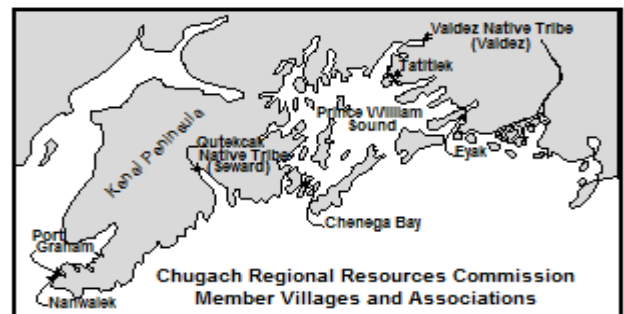 Valdez Native Tribe
(Valdez)
Tatitlek
Prince William
Sound
Kenai Peninsula
Qutekcak
Native Tribe
(Seward)
Eyak
Chenega Bay
Port
Graham
Nanwalek
Chugach Regional Resources Commission
Member Villages and Associations